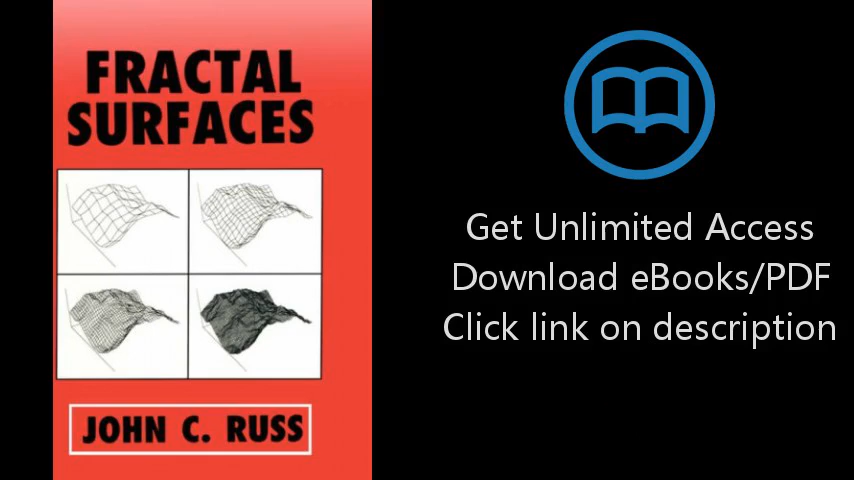 FRACTAL
SURFACES
JOHN C. RUSS
Get Unlimited Access
Download eBooks/PDF
Click link on description